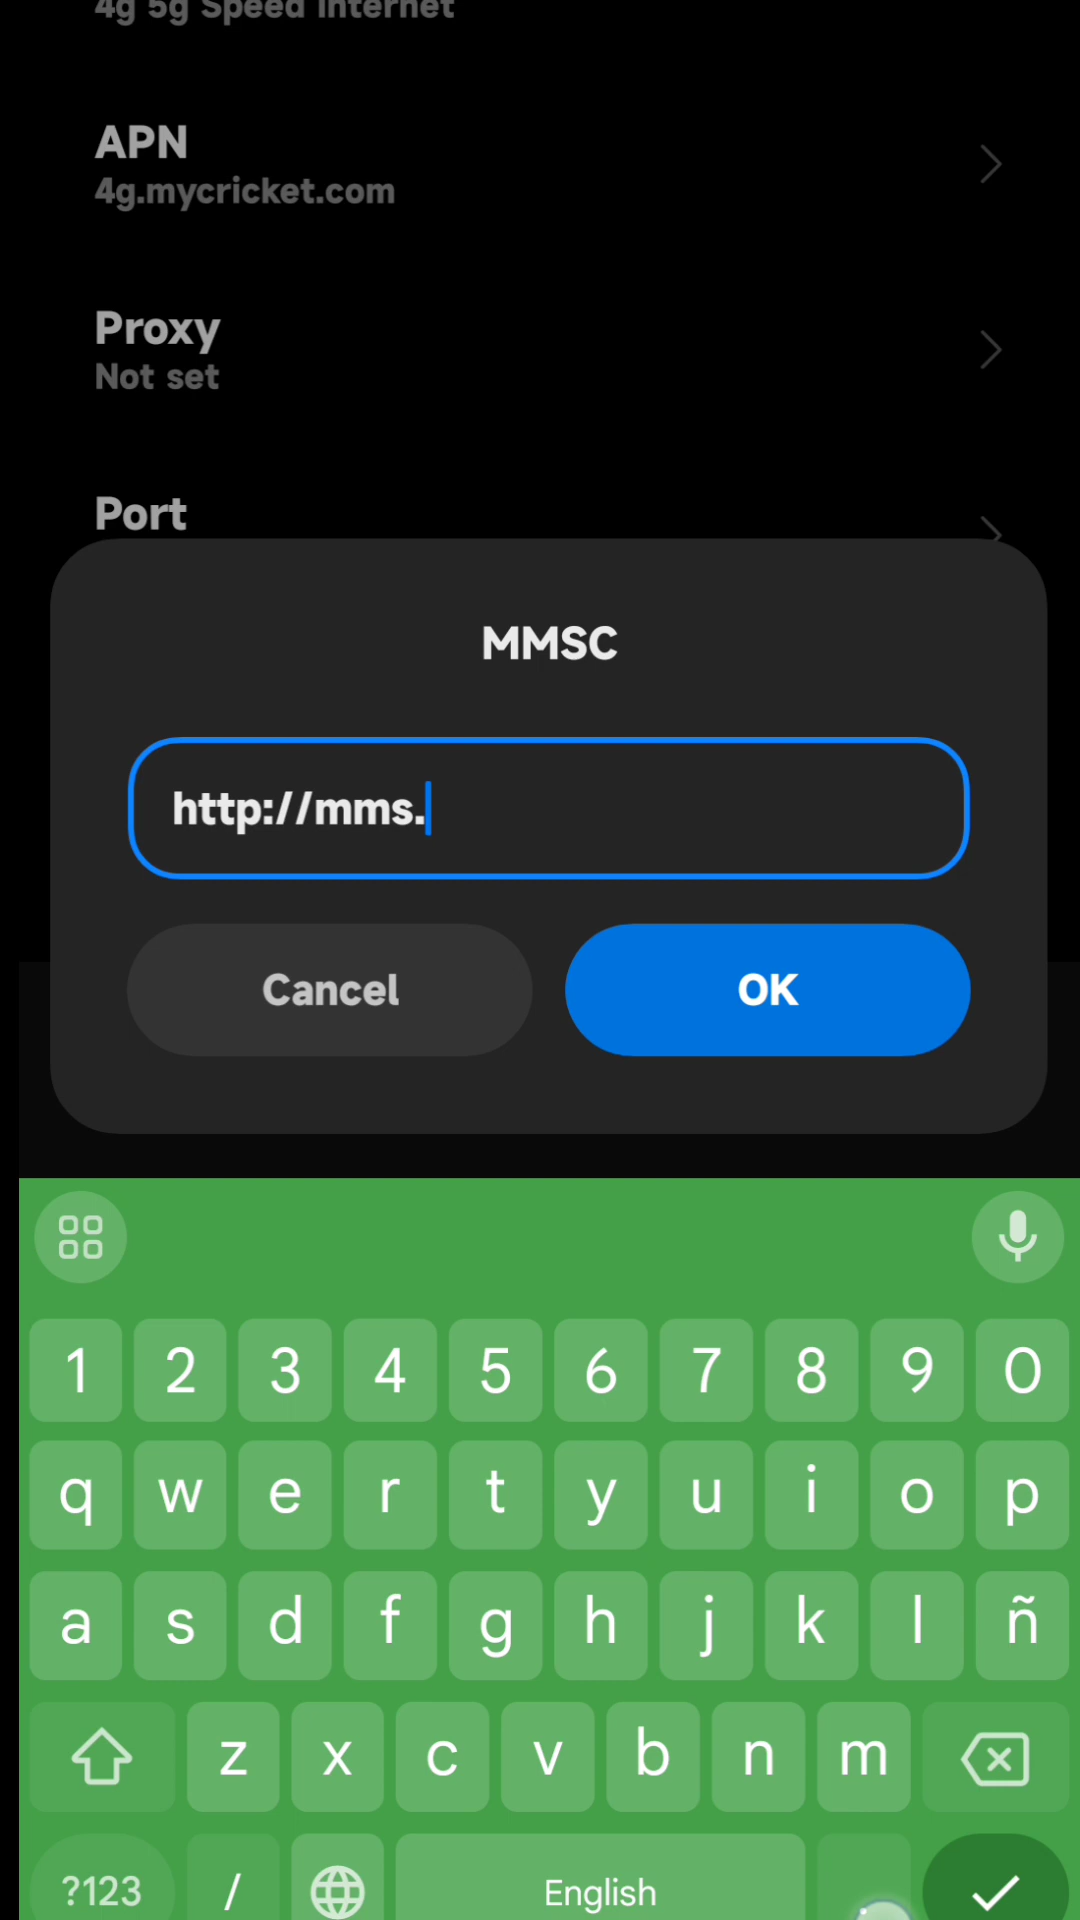 4g 5g Speed Internet
APN
4g.mycricket.com
Proxy
Not set
Port
MMSC
http://mms.
Cancel
OK
1 2 3 4 5 6 7 8 9 0
q w e r t y u i o p
a s d f g h j k l ñ
z x c v b n m
?123 / English